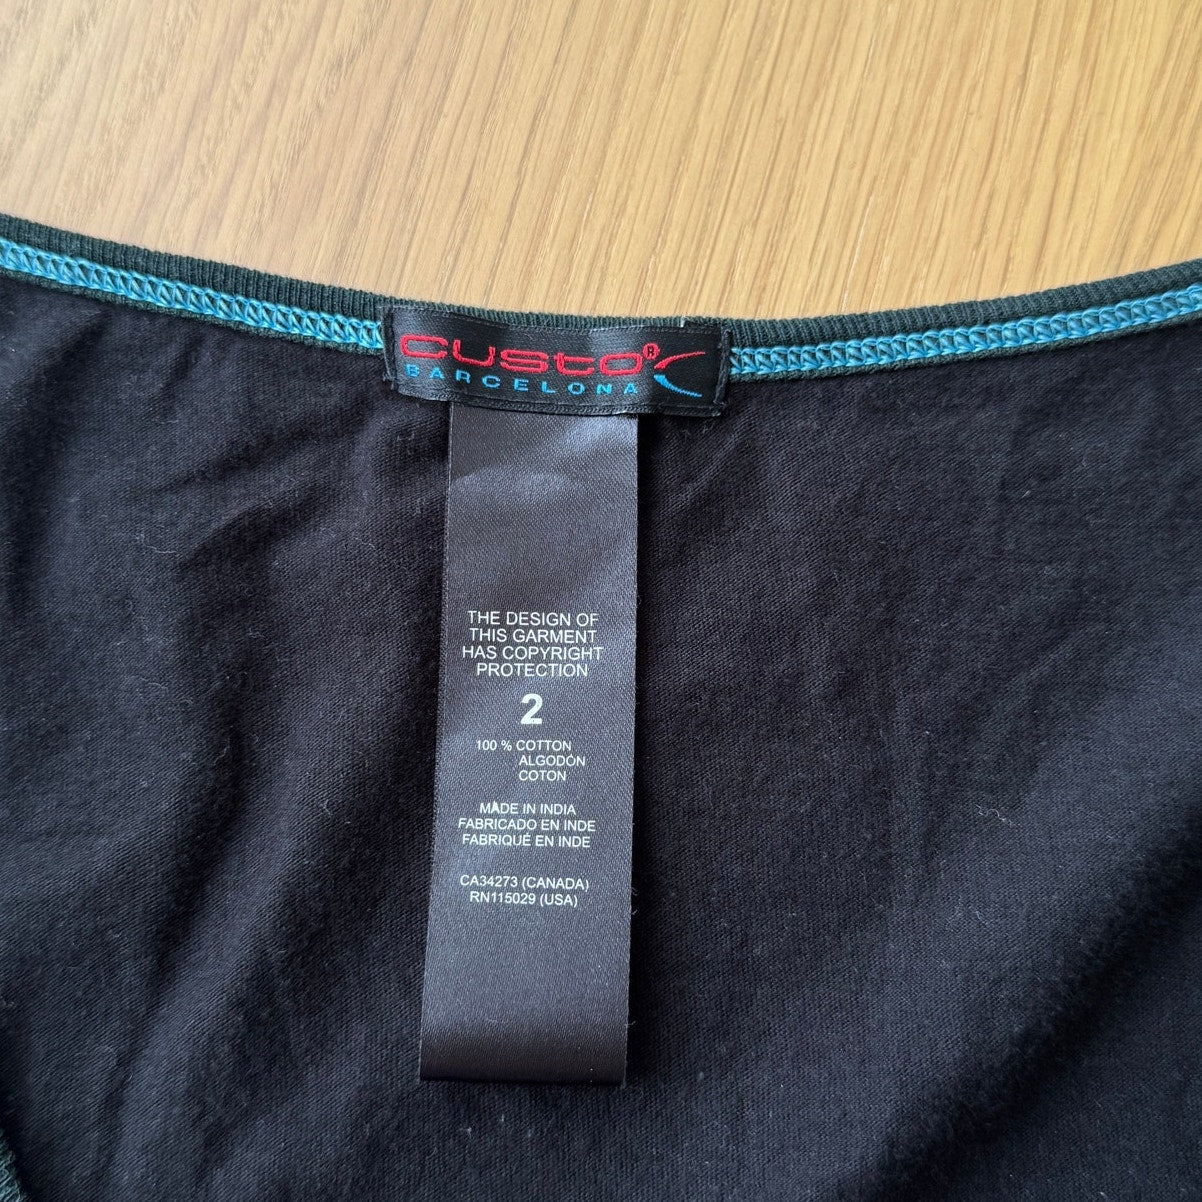 custo®
BARCELONA
THE DESIGN OF
THIS GARMENT
HAS COPYRIGHT
PROTECTION
2
100 % COTTON
ALGODÓN
COTON
MADE IN INDIA
FABRICADO EN INDE
FABRIQUÉ EN INDE
CA34273 (CANADA)
RN115029 (USA)